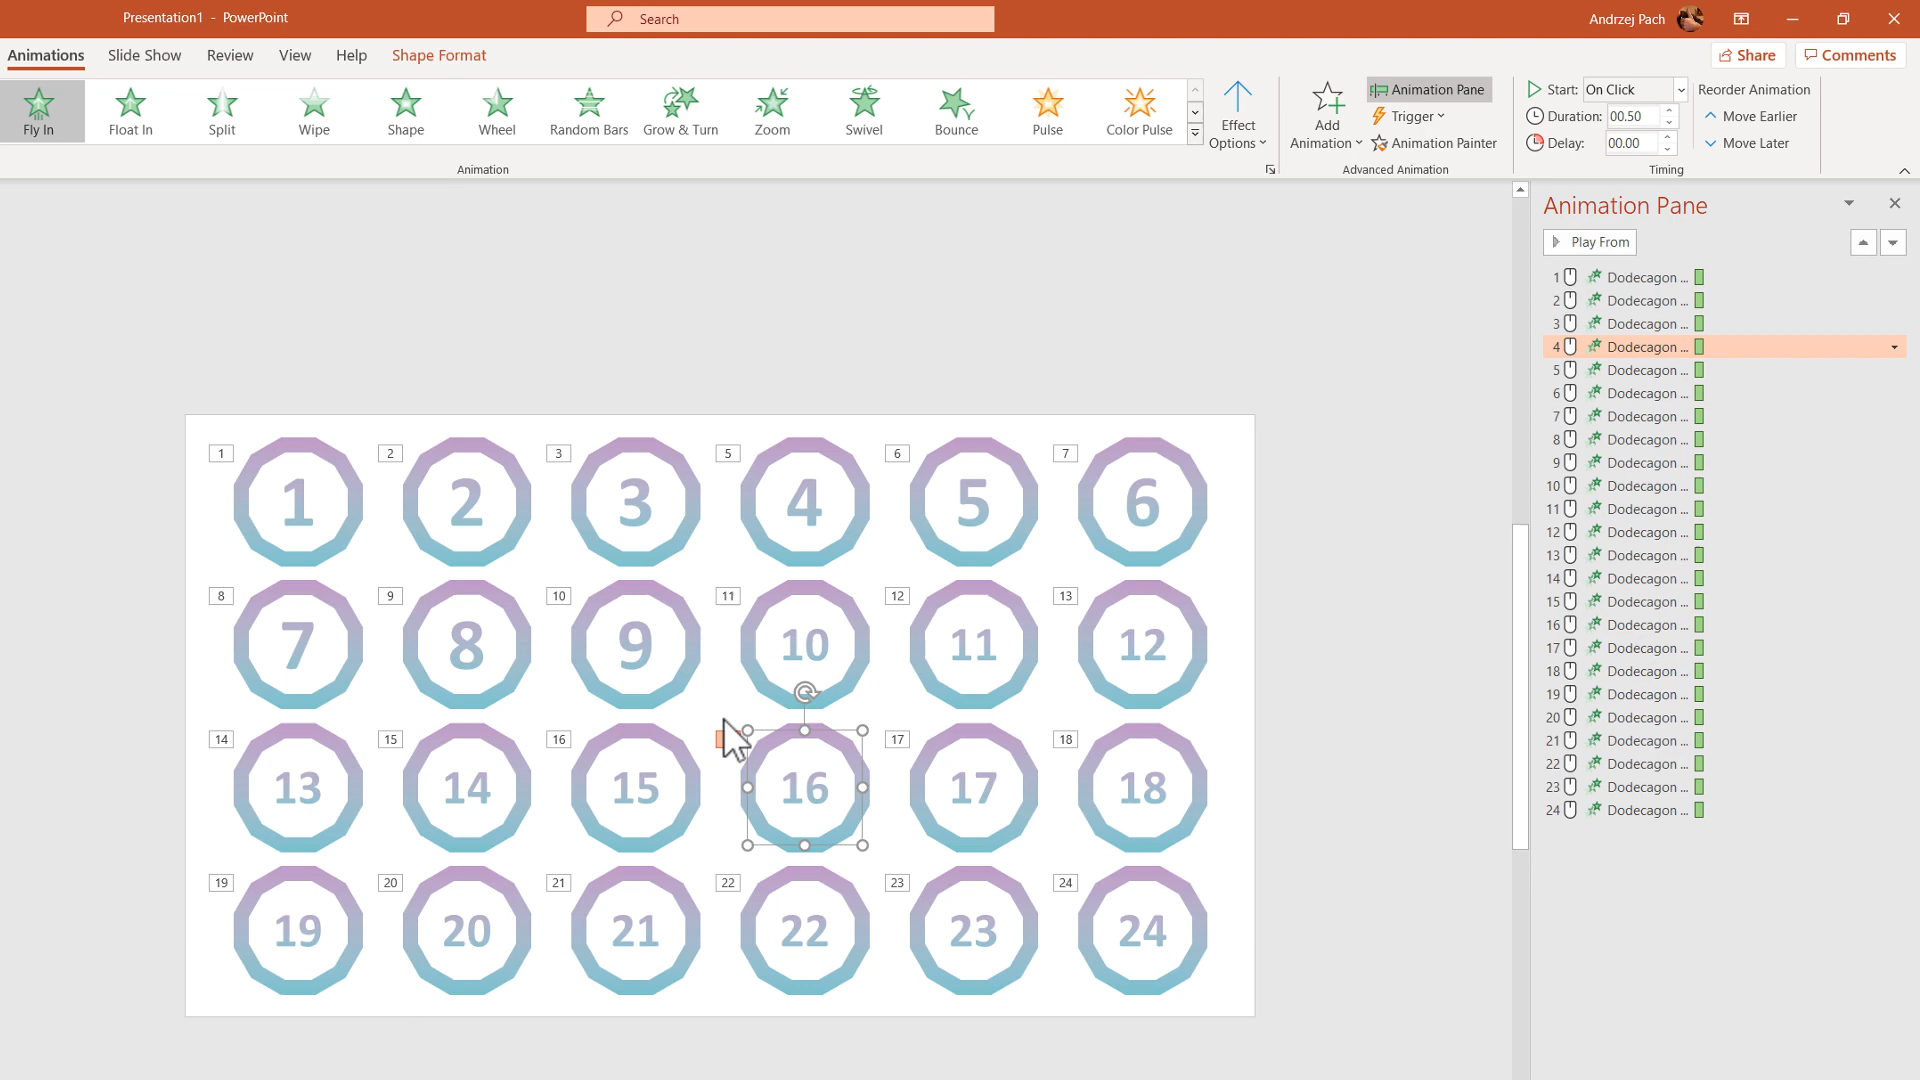 Presentation1 - PowerPoint
Search
Andrzej Pach
Animations Slide Show Review View Help Shape Format
Share Comments
Fly In Float In Split Wipe Shape Wheel Random Bars Grow & Turn Zoom Swivel Bounce Pulse Color Pulse
Animation
Effect Options
Add Animation
Animation Pane
Trigger
Animation Painter
Advanced Animation
Start: On Click
Duration: 00.50
Delay: 00.00
Reorder Animation
Move Earlier
Move Later
Timing
1 1 2 2 3 3 5 4 6 5 7 6
8 7 9 8 10 9 11 10 12 11 13 12
14 13 15 14 16 15 16 17 17 18 18
19 19 20 20 21 21 22 22 23 23 24 24
Animation Pane
Play From
1 Dodecagon ...
2 Dodecagon ...
3 Dodecagon ...
4 Dodecagon ...
5 Dodecagon ...
6 Dodecagon ...
7 Dodecagon ...
8 Dodecagon ...
9 Dodecagon ...
10 Dodecagon ...
11 Dodecagon ...
12 Dodecagon ...
13 Dodecagon ...
14 Dodecagon ...
15 Dodecagon ...
16 Dodecagon ...
17 Dodecagon ...
18 Dodecagon ...
19 Dodecagon ...
20 Dodecagon ...
21 Dodecagon ...
22 Dodecagon ...
23 Dodecagon ...
24 Dodecagon ...